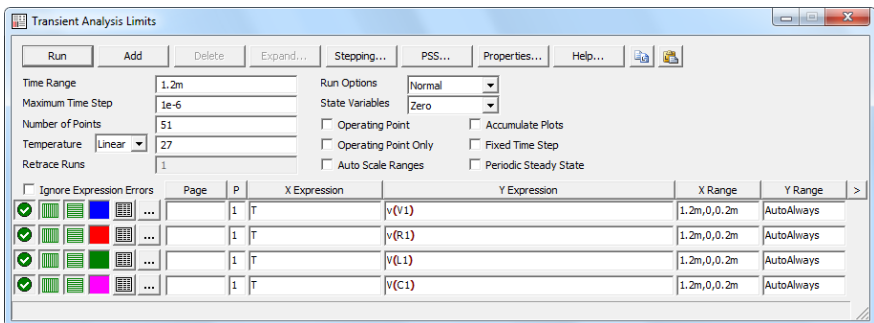 Transient Analysis Limits
Run Add Delete Expand... Stepping... PSS... Properties... Help...
Time Range 1.2m Run Options Normal
Maximum Time Step 1e-6 State Variables Zero
Number of Points 51 Operating Point Accumulate Plots
Temperature Linear 27 Operating Point Only Fixed Time Step
Retrace Runs 1 Auto Scale Ranges Periodic Steady State
Ignore Expression Errors Page P X Expression Y Expression X Range Y Range >
... 1 T v(V1) 1.2m,0,0.2m AutoAlways
... 1 T v(R1) 1.2m,0,0.2m AutoAlways
... 1 T v(L1) 1.2m,0,0.2m AutoAlways
... 1 T V(C1) 1.2m,0,0.2m AutoAlways